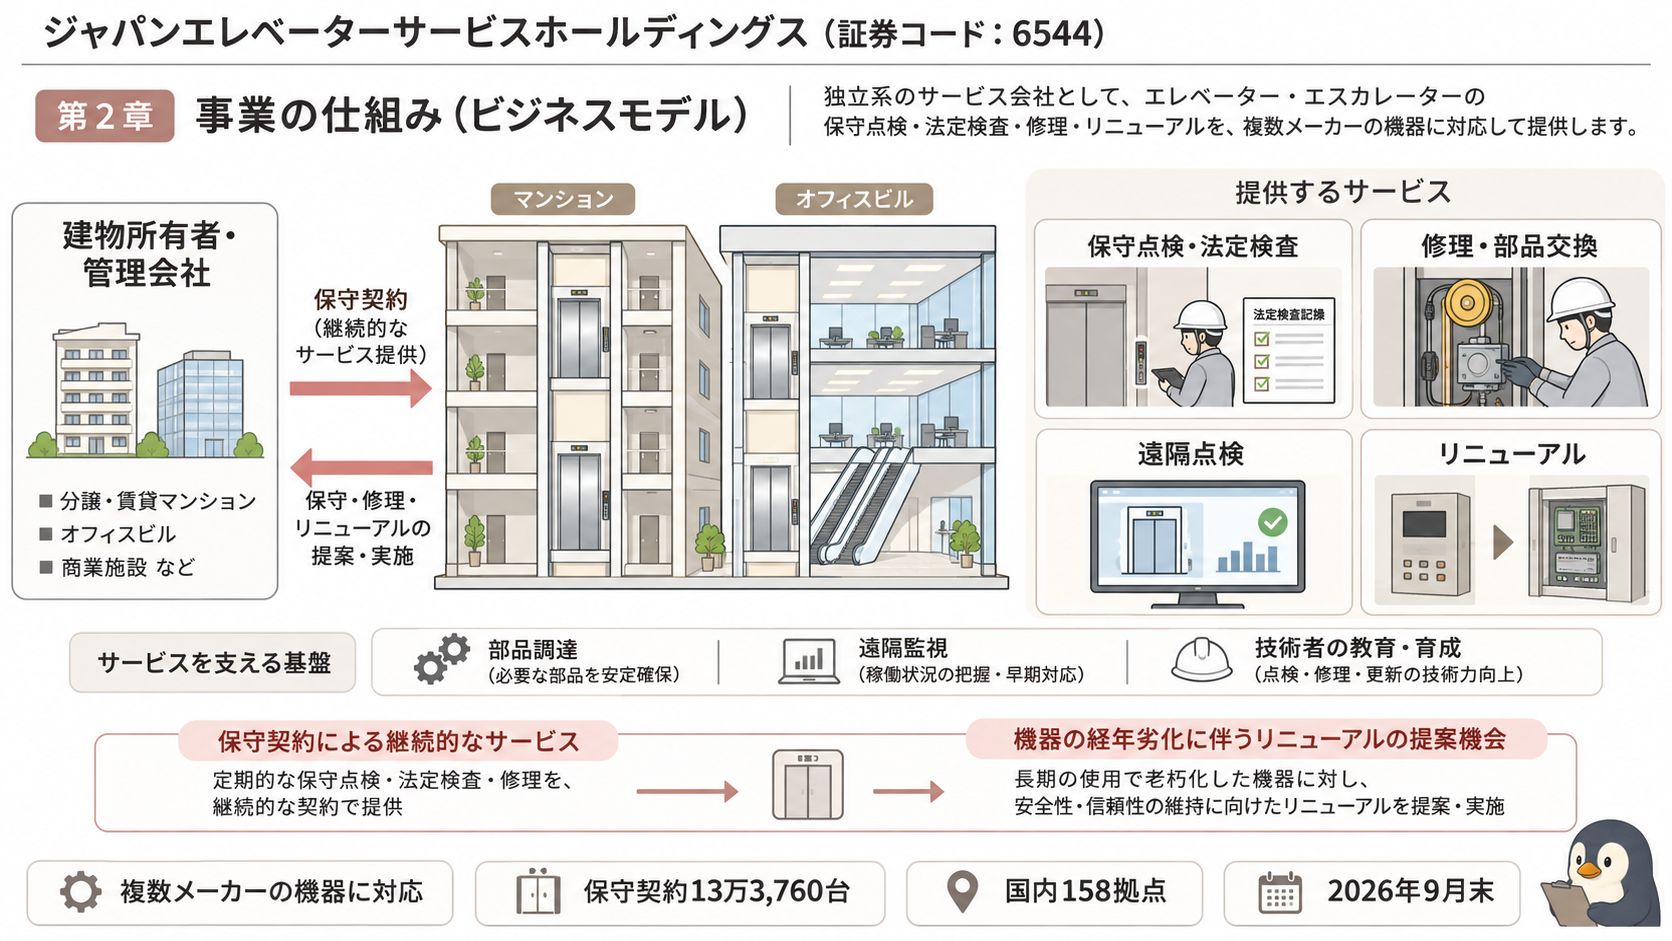 ジャパンエレベーターサービスホールディングス（証券コード：6544）
第2章
事業の仕組み（ビジネスモデル）
独立系のサービス会社として、エレベーター・エスカレーターの
保守点検・法定検査・修理・リニューアルを、複数メーカーの機器に対応して提供します。
建物所有者・
管理会社
■ 分譲・賃貸マンション
■ オフィスビル
■ 商業施設 など
保守契約
（継続的な
サービス提供）
保守・修理・
リニューアルの
提案・実施
マンション
オフィスビル
提供するサービス
保守点検・法定検査
法定検査記録
修理・部品交換
遠隔点検
リニューアル
サービスを支える基盤
部品調達
（必要な部品を安定確保）
遠隔監視
（稼働状況の把握・早期対応）
技術者の教育・育成
（点検・修理・更新の技術力向上）
保守契約による継続的なサービス
定期的な保守点検・法定検査・修理を、
継続的な契約で提供
機器の経年劣化に伴うリニューアルの提案機会
長期の使用で老朽化した機器に対し、
安全性・信頼性の維持に向けたリニューアルを提案・実施
複数メーカーの機器に対応
保守契約13万3,760台
国内158拠点
2026年9月末